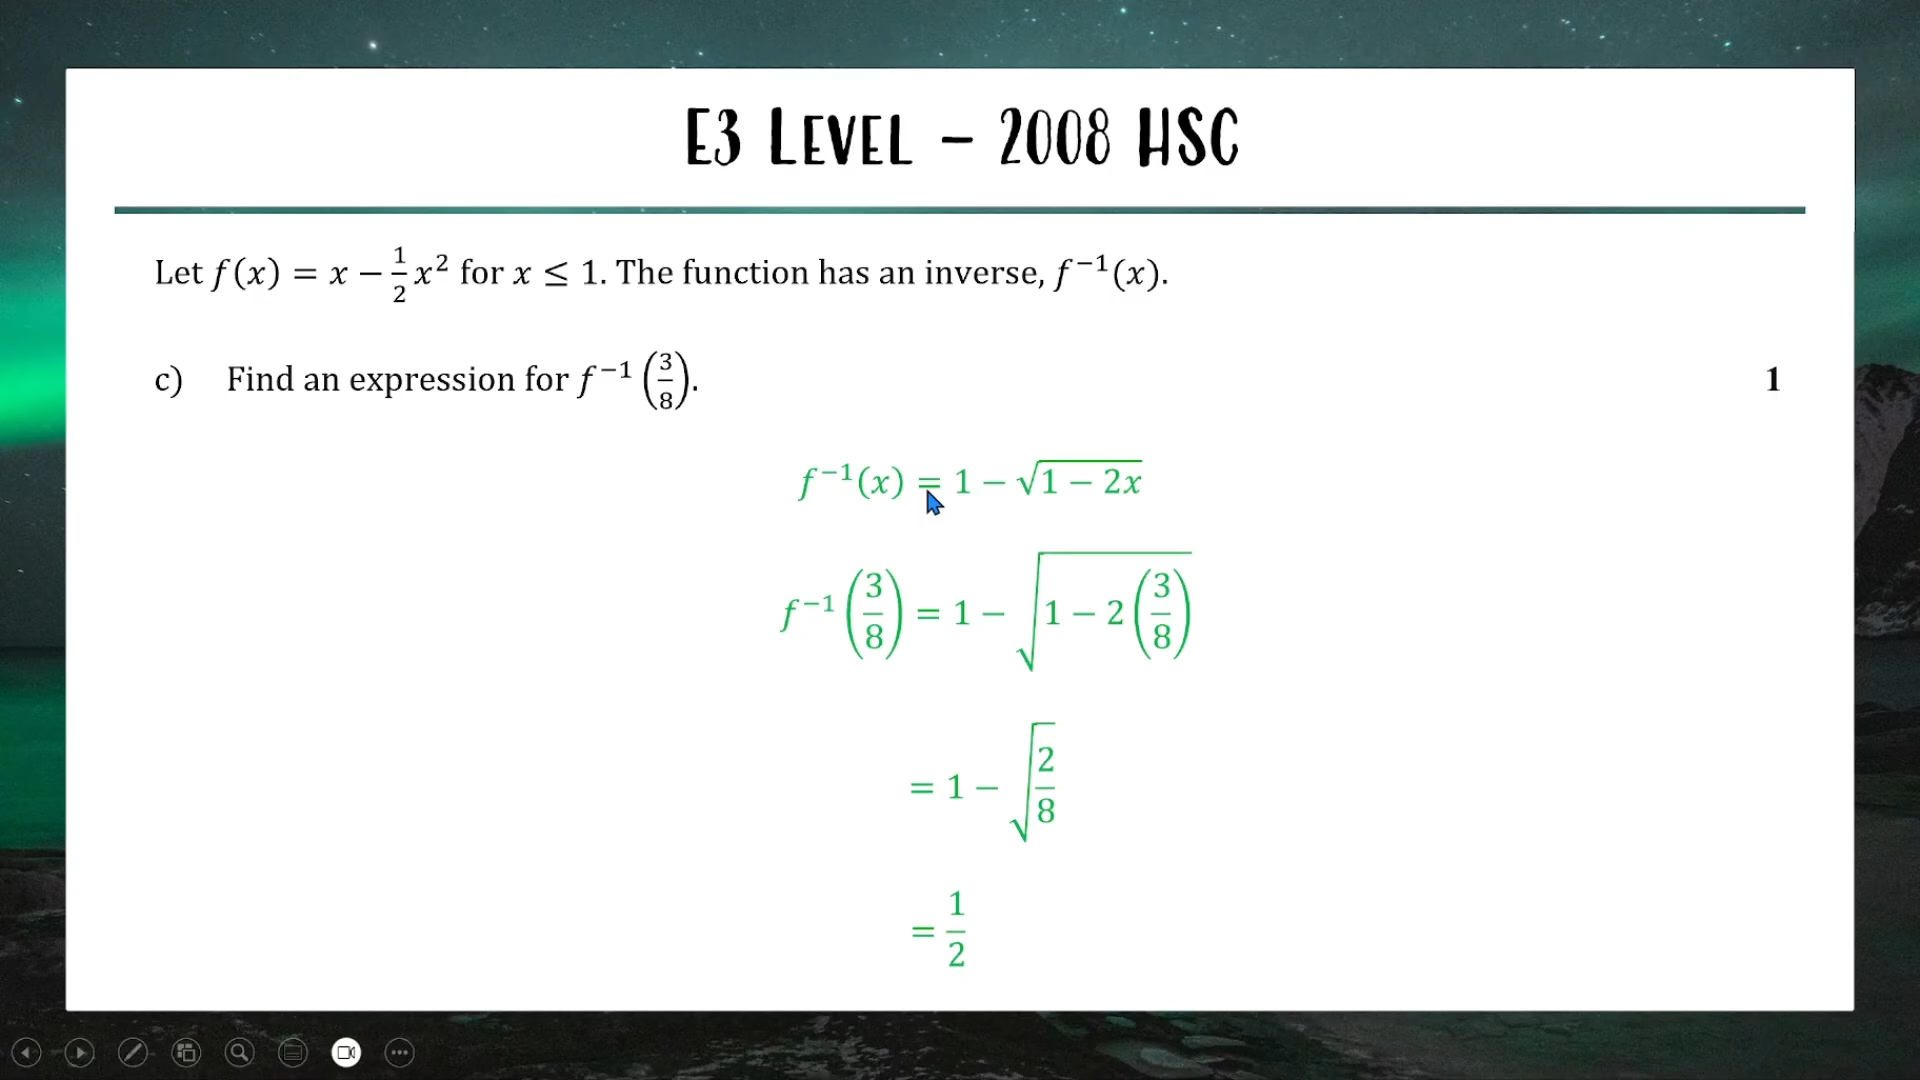 E3 LEVEL – 2008 HSC
Let f(x) = x − 1/2 x² for x ≤ 1. The function has an inverse, f⁻¹(x).
c) Find an expression for f⁻¹(3/8). 1
f⁻¹(x) = 1 − √(1 − 2x)
f⁻¹(3/8) = 1 − √(1 − 2(3/8))
= 1 − √(2/8)
= 1/2